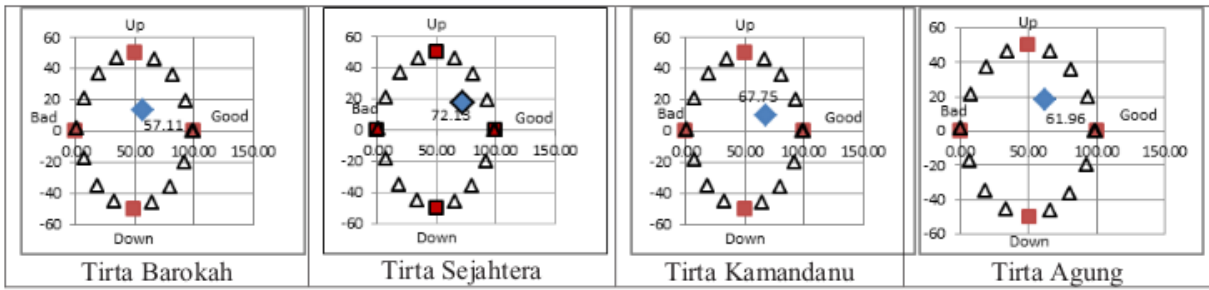 Up
60
40
20
Bad
Good
57.11
0
0.00 50.00 100.00 150.00
-20
-40
-60
Down
Tirta Barokah
Up
60
40
20
Bad
72.13
Good
0
0.00 50.00 100.00 150.00
-20
-40
-60
Down
Tirta Sejahtera
Up
60
40
20
67.75
Bad
Good
0
0.00 50.00 100.00 150.00
-20
-40
-60
Down
Tirta Kamandanu
Up
60
40
20
Bad
61.96
Good
0
0.00 50.00 100.00 150.00
-20
-40
-60
Down
Tirta Agung